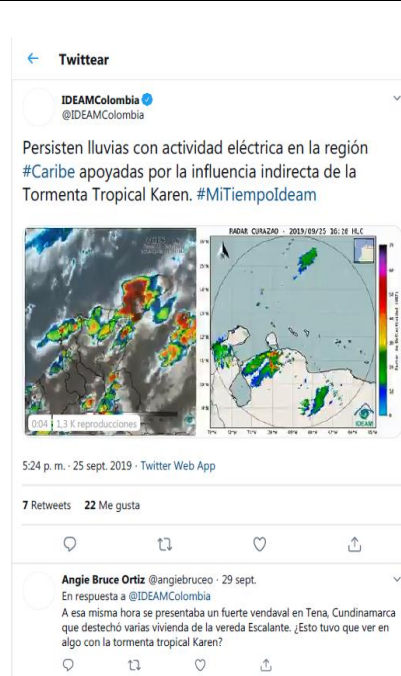 Twittear
IDEAMColombia
@IDEAMColombia
Persisten lluvias con actividad eléctrica en la región
#Caribe apoyadas por la influencia indirecta de la
Tormenta Tropical Karen. #MiTiempoIdeam
RADAR CURAZAO - 2019/09/25 16:20 HLC
0:04 1,3 K reproducciones
IDEAM
5:24 p. m. · 25 sept. 2019 · Twitter Web App
7 Retweets 22 Me gusta
Angie Bruce Ortiz @angiebruceo · 29 sept.
En respuesta a @IDEAMColombia
A esa misma hora se presentaba un fuerte vendaval en Tena, Cundinamarca
que destechó varias vivienda de la vereda Escalante. ¿Esto tuvo que ver en
algo con la tormenta tropical Karen?